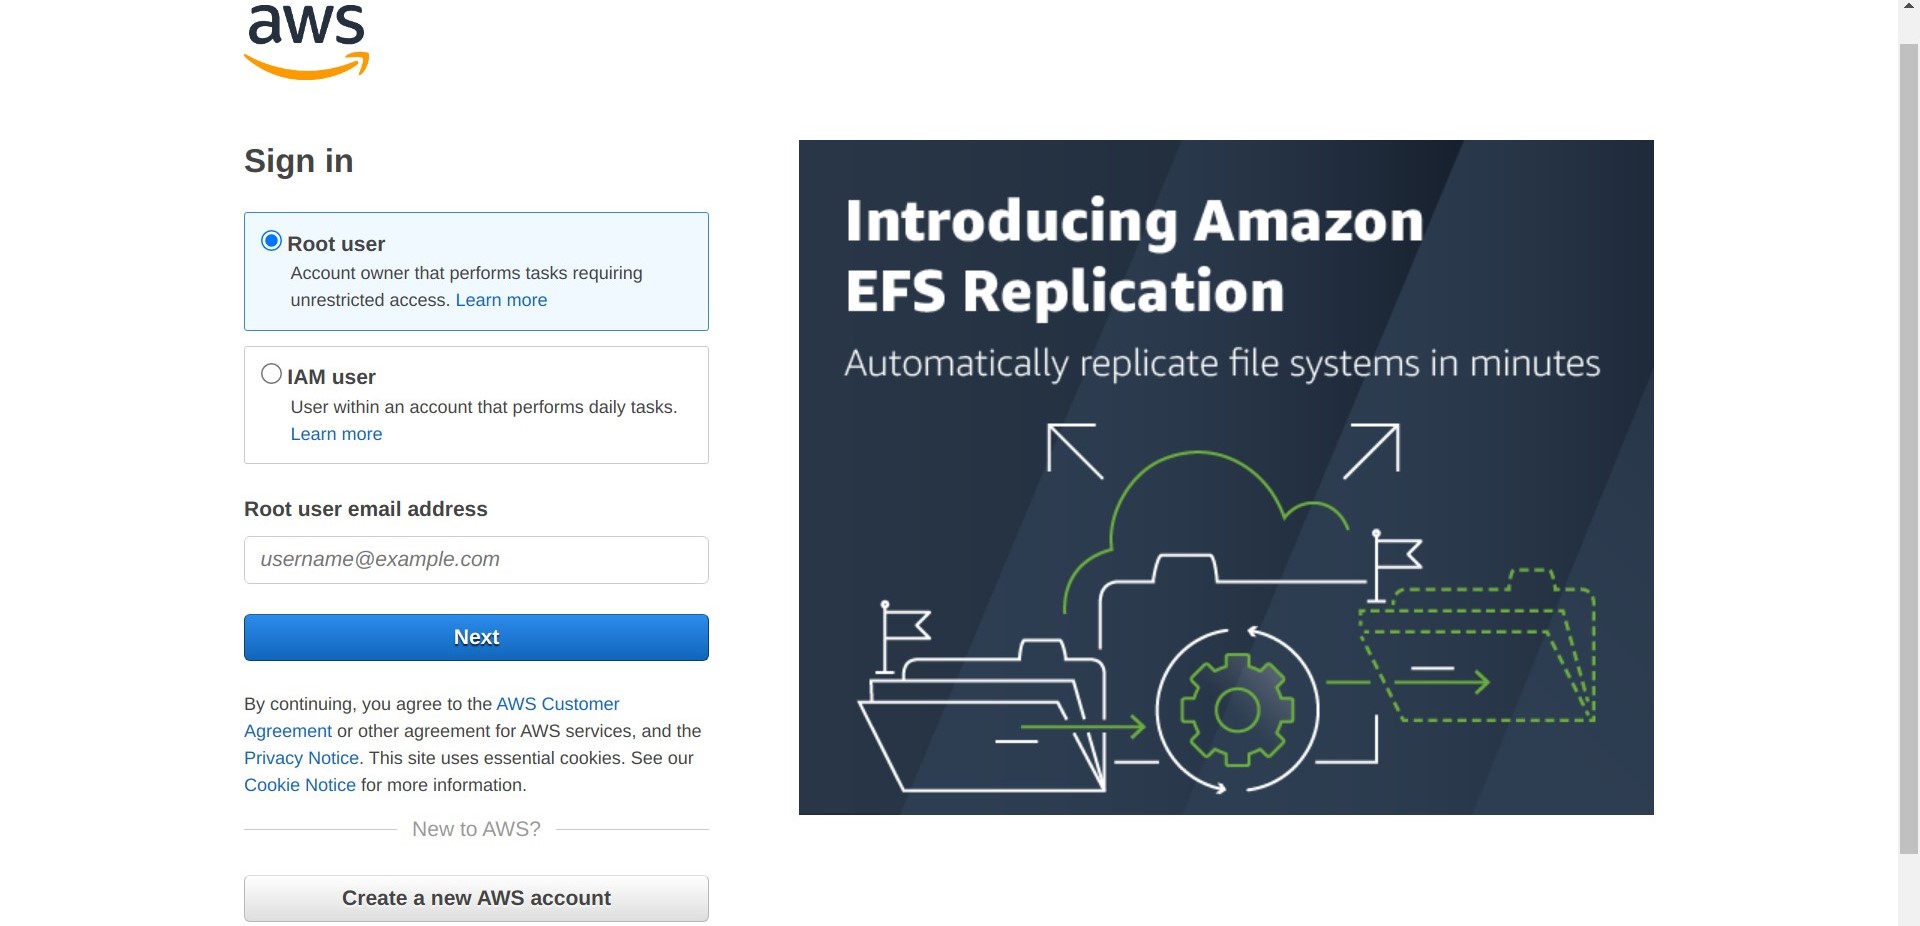 aws
Sign in
Root user
Account owner that performs tasks requiring
unrestricted access. Learn more
IAM user
User within an account that performs daily tasks.
Learn more
Root user email address
username@example.com
Next
By continuing, you agree to the AWS Customer
Agreement or other agreement for AWS services, and the
Privacy Notice. This site uses essential cookies. See our
Cookie Notice for more information.
New to AWS?
Create a new AWS account
Introducing Amazon
EFS Replication
Automatically replicate file systems in minutes